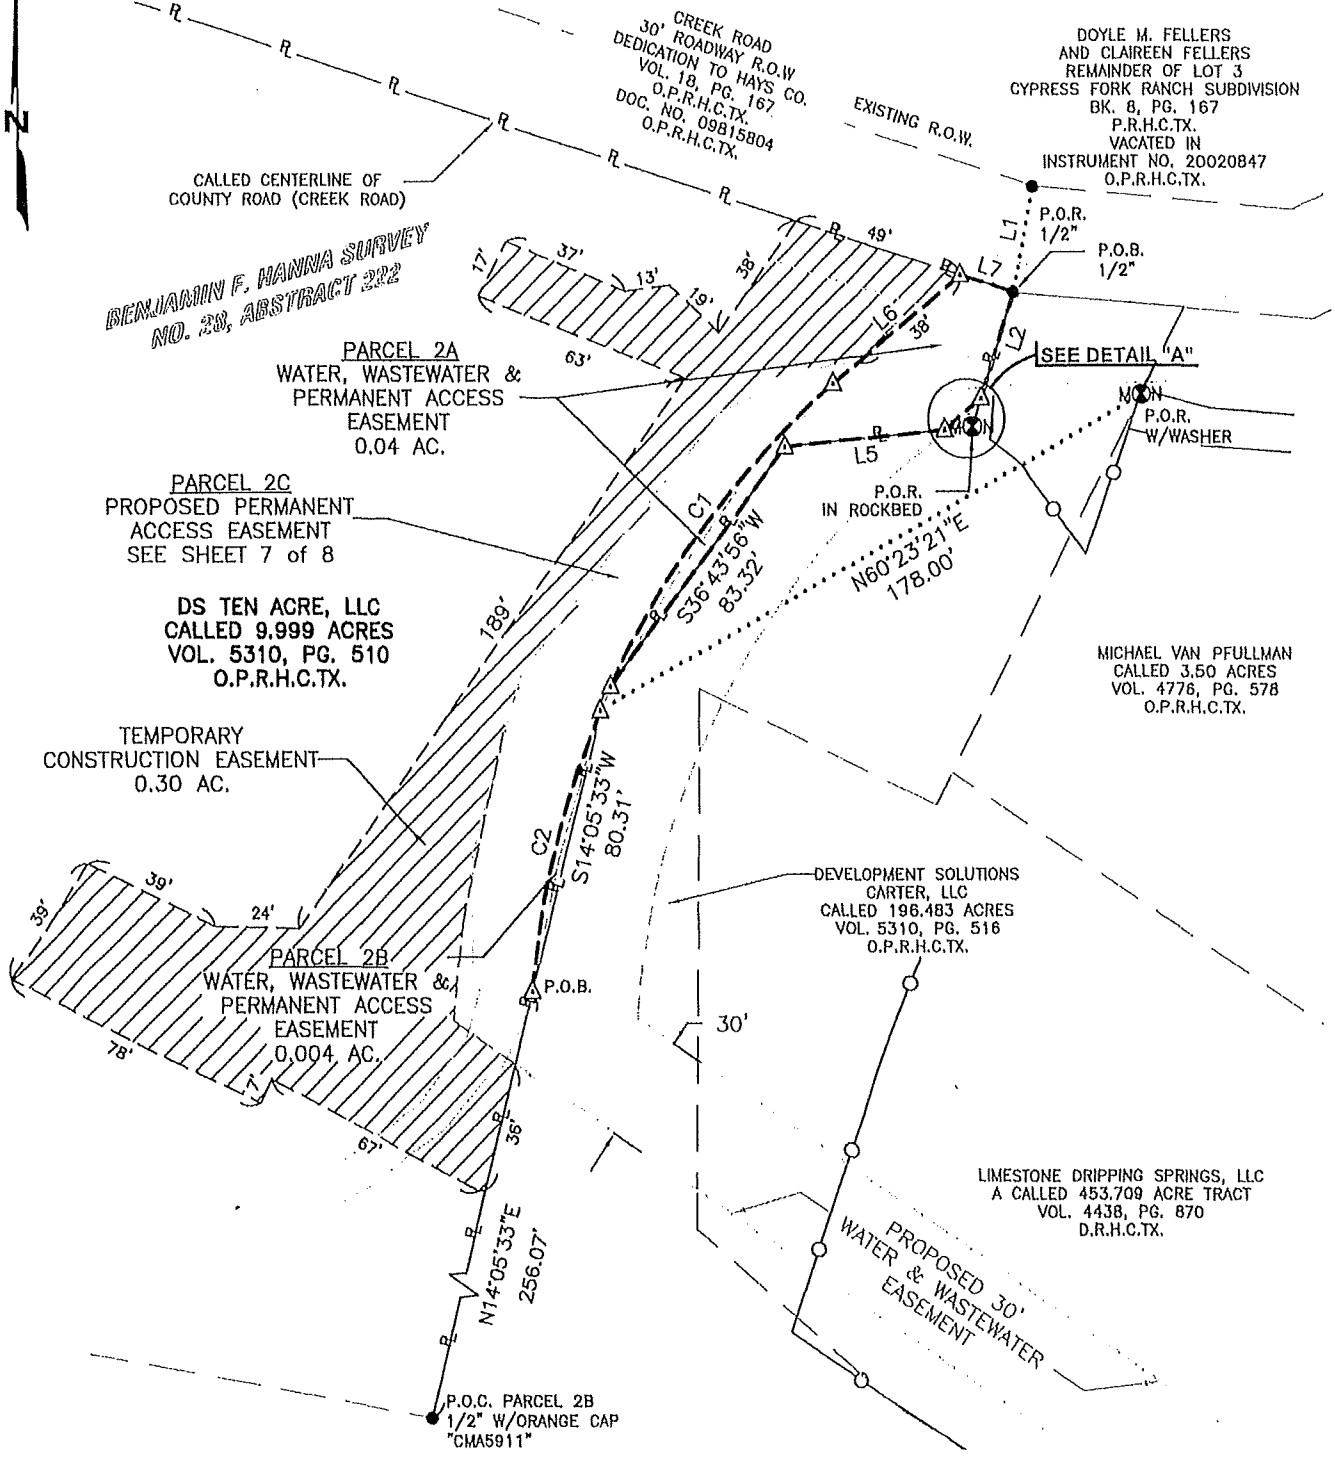 N
CREEK ROAD
30' ROADWAY R.O.W
DEDICATION TO HAYS CO.
VOL. 18, PG. 167
O.P.R.H.C.TX.
DOC. NO. 09815804
O.P.R.H.C.TX.
DOYLE M. FELLERS
AND CLAIREEN FELLERS
REMAINDER OF LOT 3
CYPRESS FORK RANCH SUBDIVISION
BK. 8, PG. 167
P.R.H.C.TX.
VACATED IN
INSTRUMENT NO. 20020847
O.P.R.H.C.TX.
EXISTING R.O.W.
CALLED CENTERLINE OF
COUNTY ROAD (CREEK ROAD)
BENJAMIN F. HANNA SURVEY
NO. 28, ABSTRACT 222
L1
P.O.R.
1/2"
P.O.B.
1/2"
L7
L2
49'
38'
17'
37'
13'
19'
63'
L6
38'
SEE DETAIL "A"
PARCEL 2A
WATER, WASTEWATER &
PERMANENT ACCESS
EASEMENT
0.04 AC.
P.O.R.
W/WASHER
L5
P.O.R.
IN ROCKBED
PARCEL 2C
PROPOSED PERMANENT
ACCESS EASEMENT
SEE SHEET 7 of 8
C1
S36°43'56"W
83.32'
N60°23'21"E
178.00'
DS TEN ACRE, LLC
CALLED 9.999 ACRES
VOL. 5310, PG. 510
O.P.R.H.C.TX.
189'
MICHAEL VAN PFULLMAN
CALLED 3.50 ACRES
VOL. 4776, PG. 578
O.P.R.H.C.TX.
TEMPORARY
CONSTRUCTION EASEMENT
0.30 AC.
C2
S14°05'33"W
80.31'
DEVELOPMENT SOLUTIONS
CARTER, LLC
CALLED 196.483 ACRES
VOL. 5310, PG. 516
O.P.R.H.C.TX.
39'
39'
24'
PARCEL 2B
WATER, WASTEWATER &
PERMANENT ACCESS
EASEMENT
0.004 AC.
P.O.B.
30'
78'
67'
36'
LIMESTONE DRIPPING SPRINGS, LLC
A CALLED 453.709 ACRE TRACT
VOL. 4438, PG. 870
D.R.H.C.TX.
PROPOSED 30'
WATER & WASTEWATER
EASEMENT
N14°05'33"E
256.07'
P.O.C. PARCEL 2B
1/2" W/ORANGE CAP
"CMA5911"